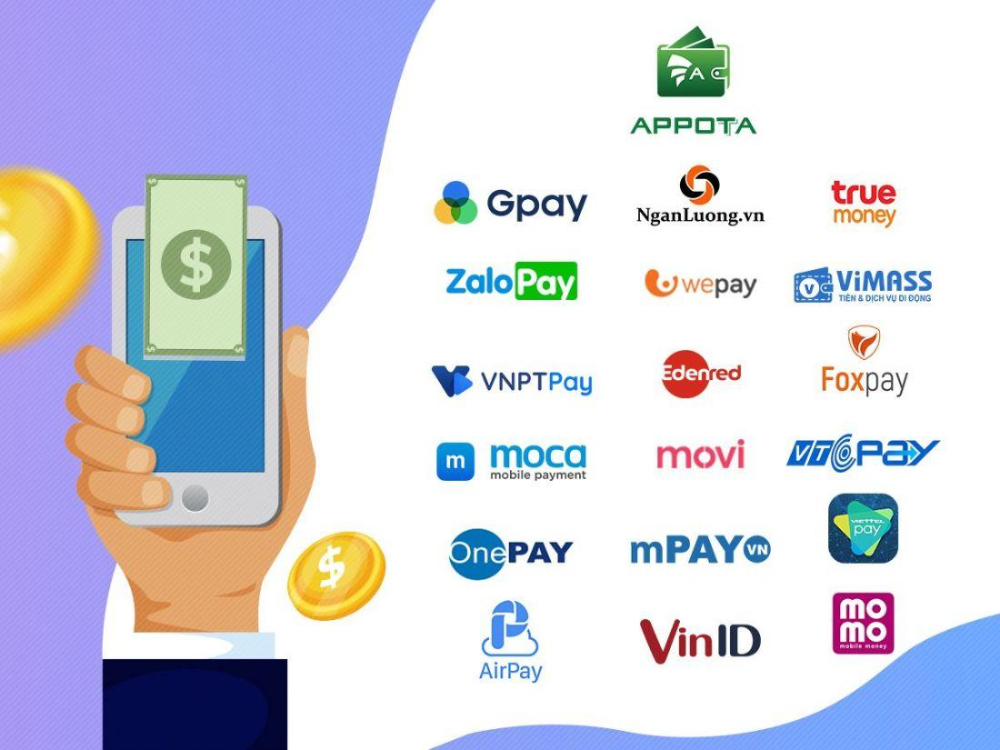 $
A
APPOTA
Gpay
NganLuong.vn
true
money
ZaloPay
wepay
V
ViMASS
TIỀN & DỊCH VỤ DI ĐỘNG
VNPTPay
Edenred
Foxpay
m
moca
mobile payment
movi
VTCPAY
OnePAY
mPAY VN
VIETTEL
pay
$
AirPay
VinID
mo
mo
mobile money